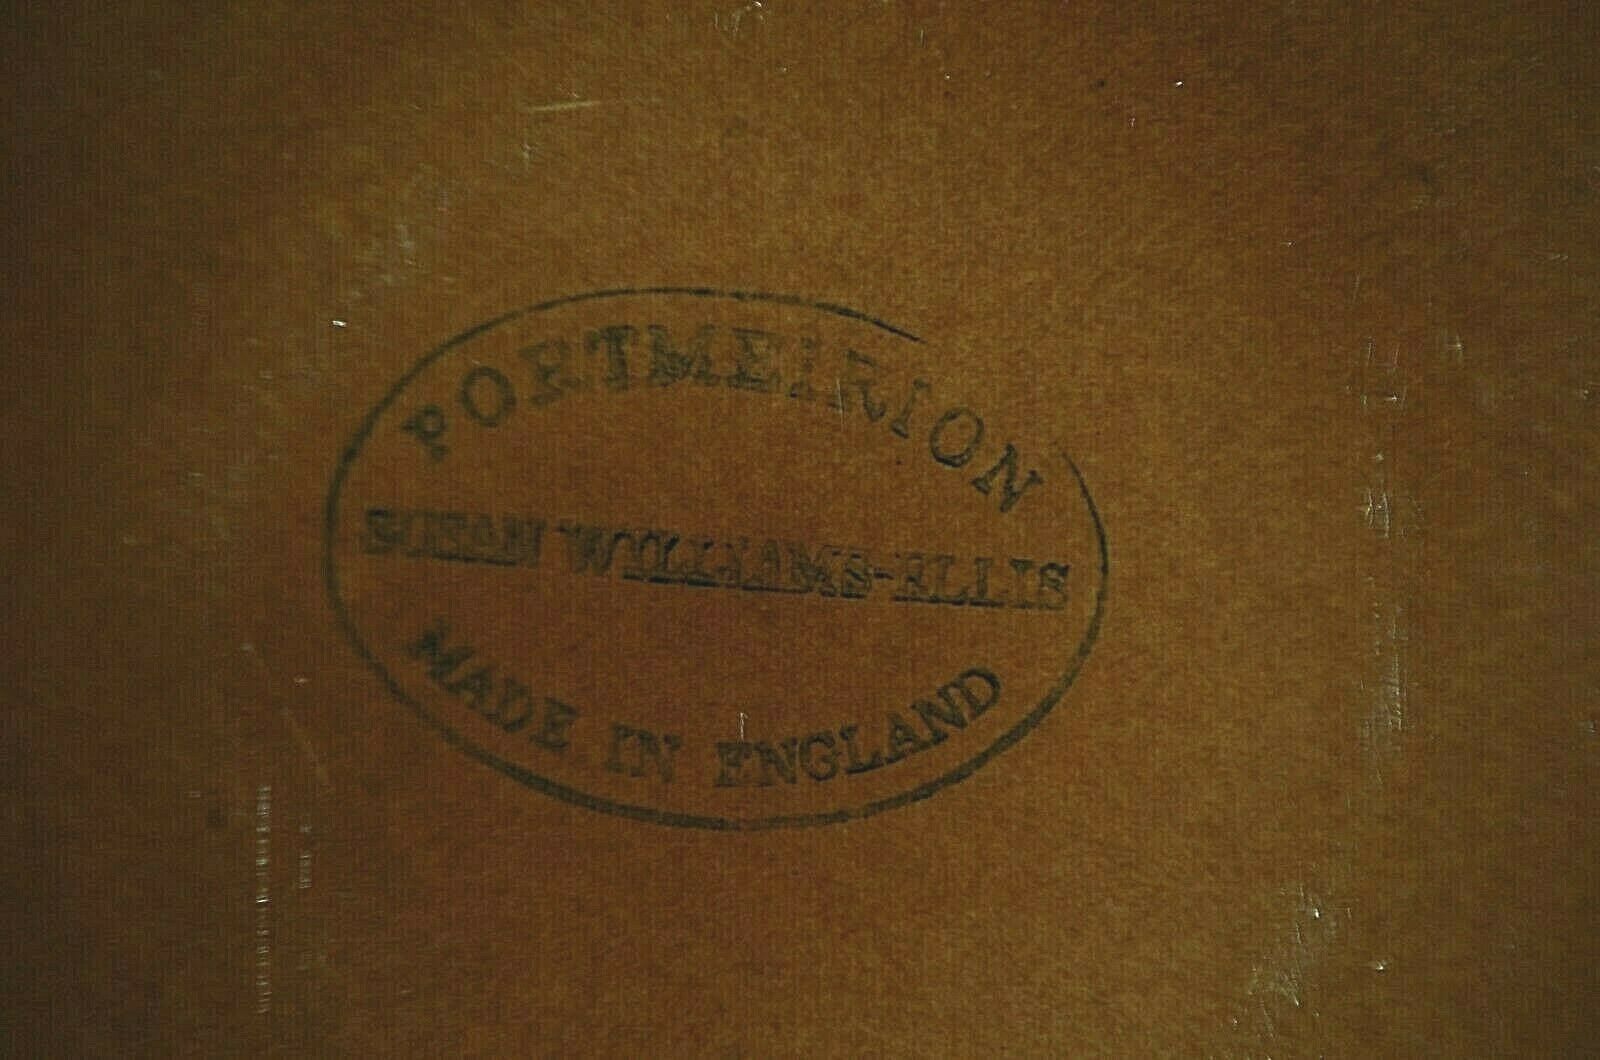 PORTMEIRION
SUSAN WILLIAMS-ELLIS
MADE IN ENGLAND